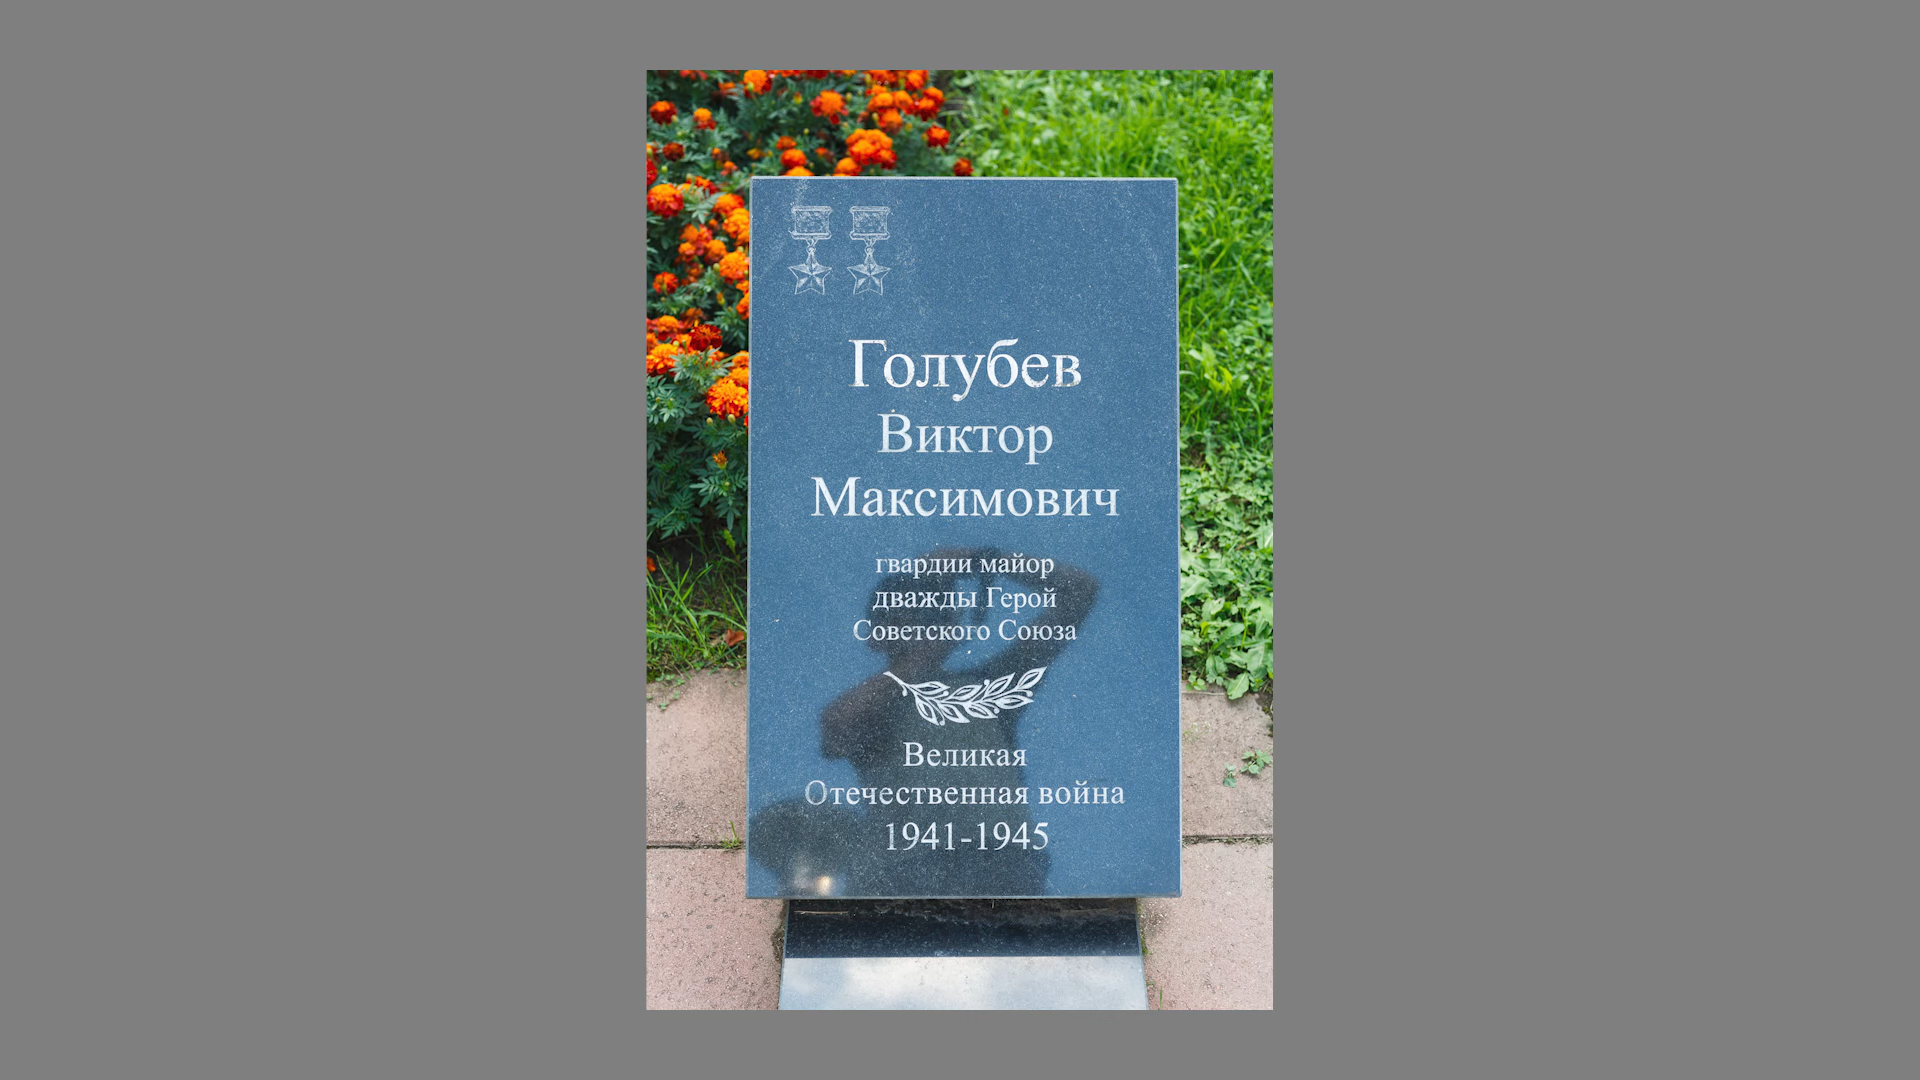 Голубев
Виктор
Максимович
гвардии майор
дважды Герой
Советского Союза
Великая
Отечественная война
1941-1945